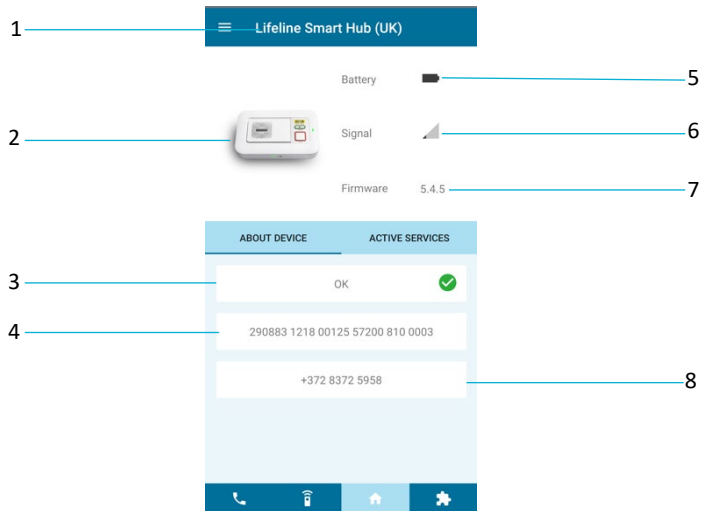 1
Lifeline Smart Hub (UK)
Battery
5
2
Signal
6
Firmware 5.4.5
7
ABOUT DEVICE ACTIVE SERVICES
3
OK
4
290883 1218 00125 57200 810 0003
+372 8372 5958
8